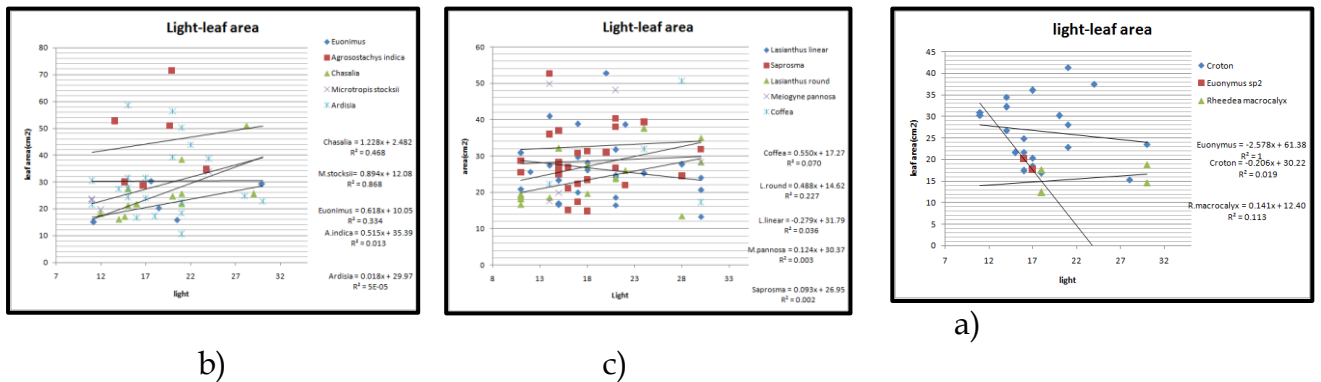 Light-leaf area
leaf area(cm2)
80
70
60
50
40
30
20
10
0
7
12
17
22
27
32
light
Euonimus
Agrosostachys indica
Chasalia
Microtropis stocksii
Ardisia
Chasalia = 1.228x + 2.482
R² = 0.468
M.stocksii = 0.894x + 12.08
R² = 0.868
Euonimus = 0.618x + 10.05
R² = 0.334
A.indica = 0.515x + 35.39
R² = 0.013
Ardisia = 0.018x + 29.97
R² = 5E-05
b)
Light-leaf area
area(cm2)
60
50
40
30
20
10
0
8
13
18
23
28
33
Light
Lasianthus linear
Saprosma
Lasianthus round
Meiogyne pannosa
Coffea
Coffea = 0.550x + 17.27
R² = 0.070
L.round = 0.488x + 14.62
R² = 0.227
L.linear = -0.279x + 31.79
R² = 0.036
M.pannosa = 0.124x + 30.37
R² = 0.003
Saprosma = 0.093x + 26.95
R² = 0.002
c)
light-leaf area
leaf area(cm2)
45
40
35
30
25
20
15
10
5
0
7
12
17
22
27
32
light
Croton
Euonymus sp2
Rheedea macrocalyx
Euonymus = -2.578x + 61.38
R² = 1
Croton = -0.206x + 30.22
R² = 0.019
R.macrocalyx = 0.141x + 12.40
R² = 0.113
a)